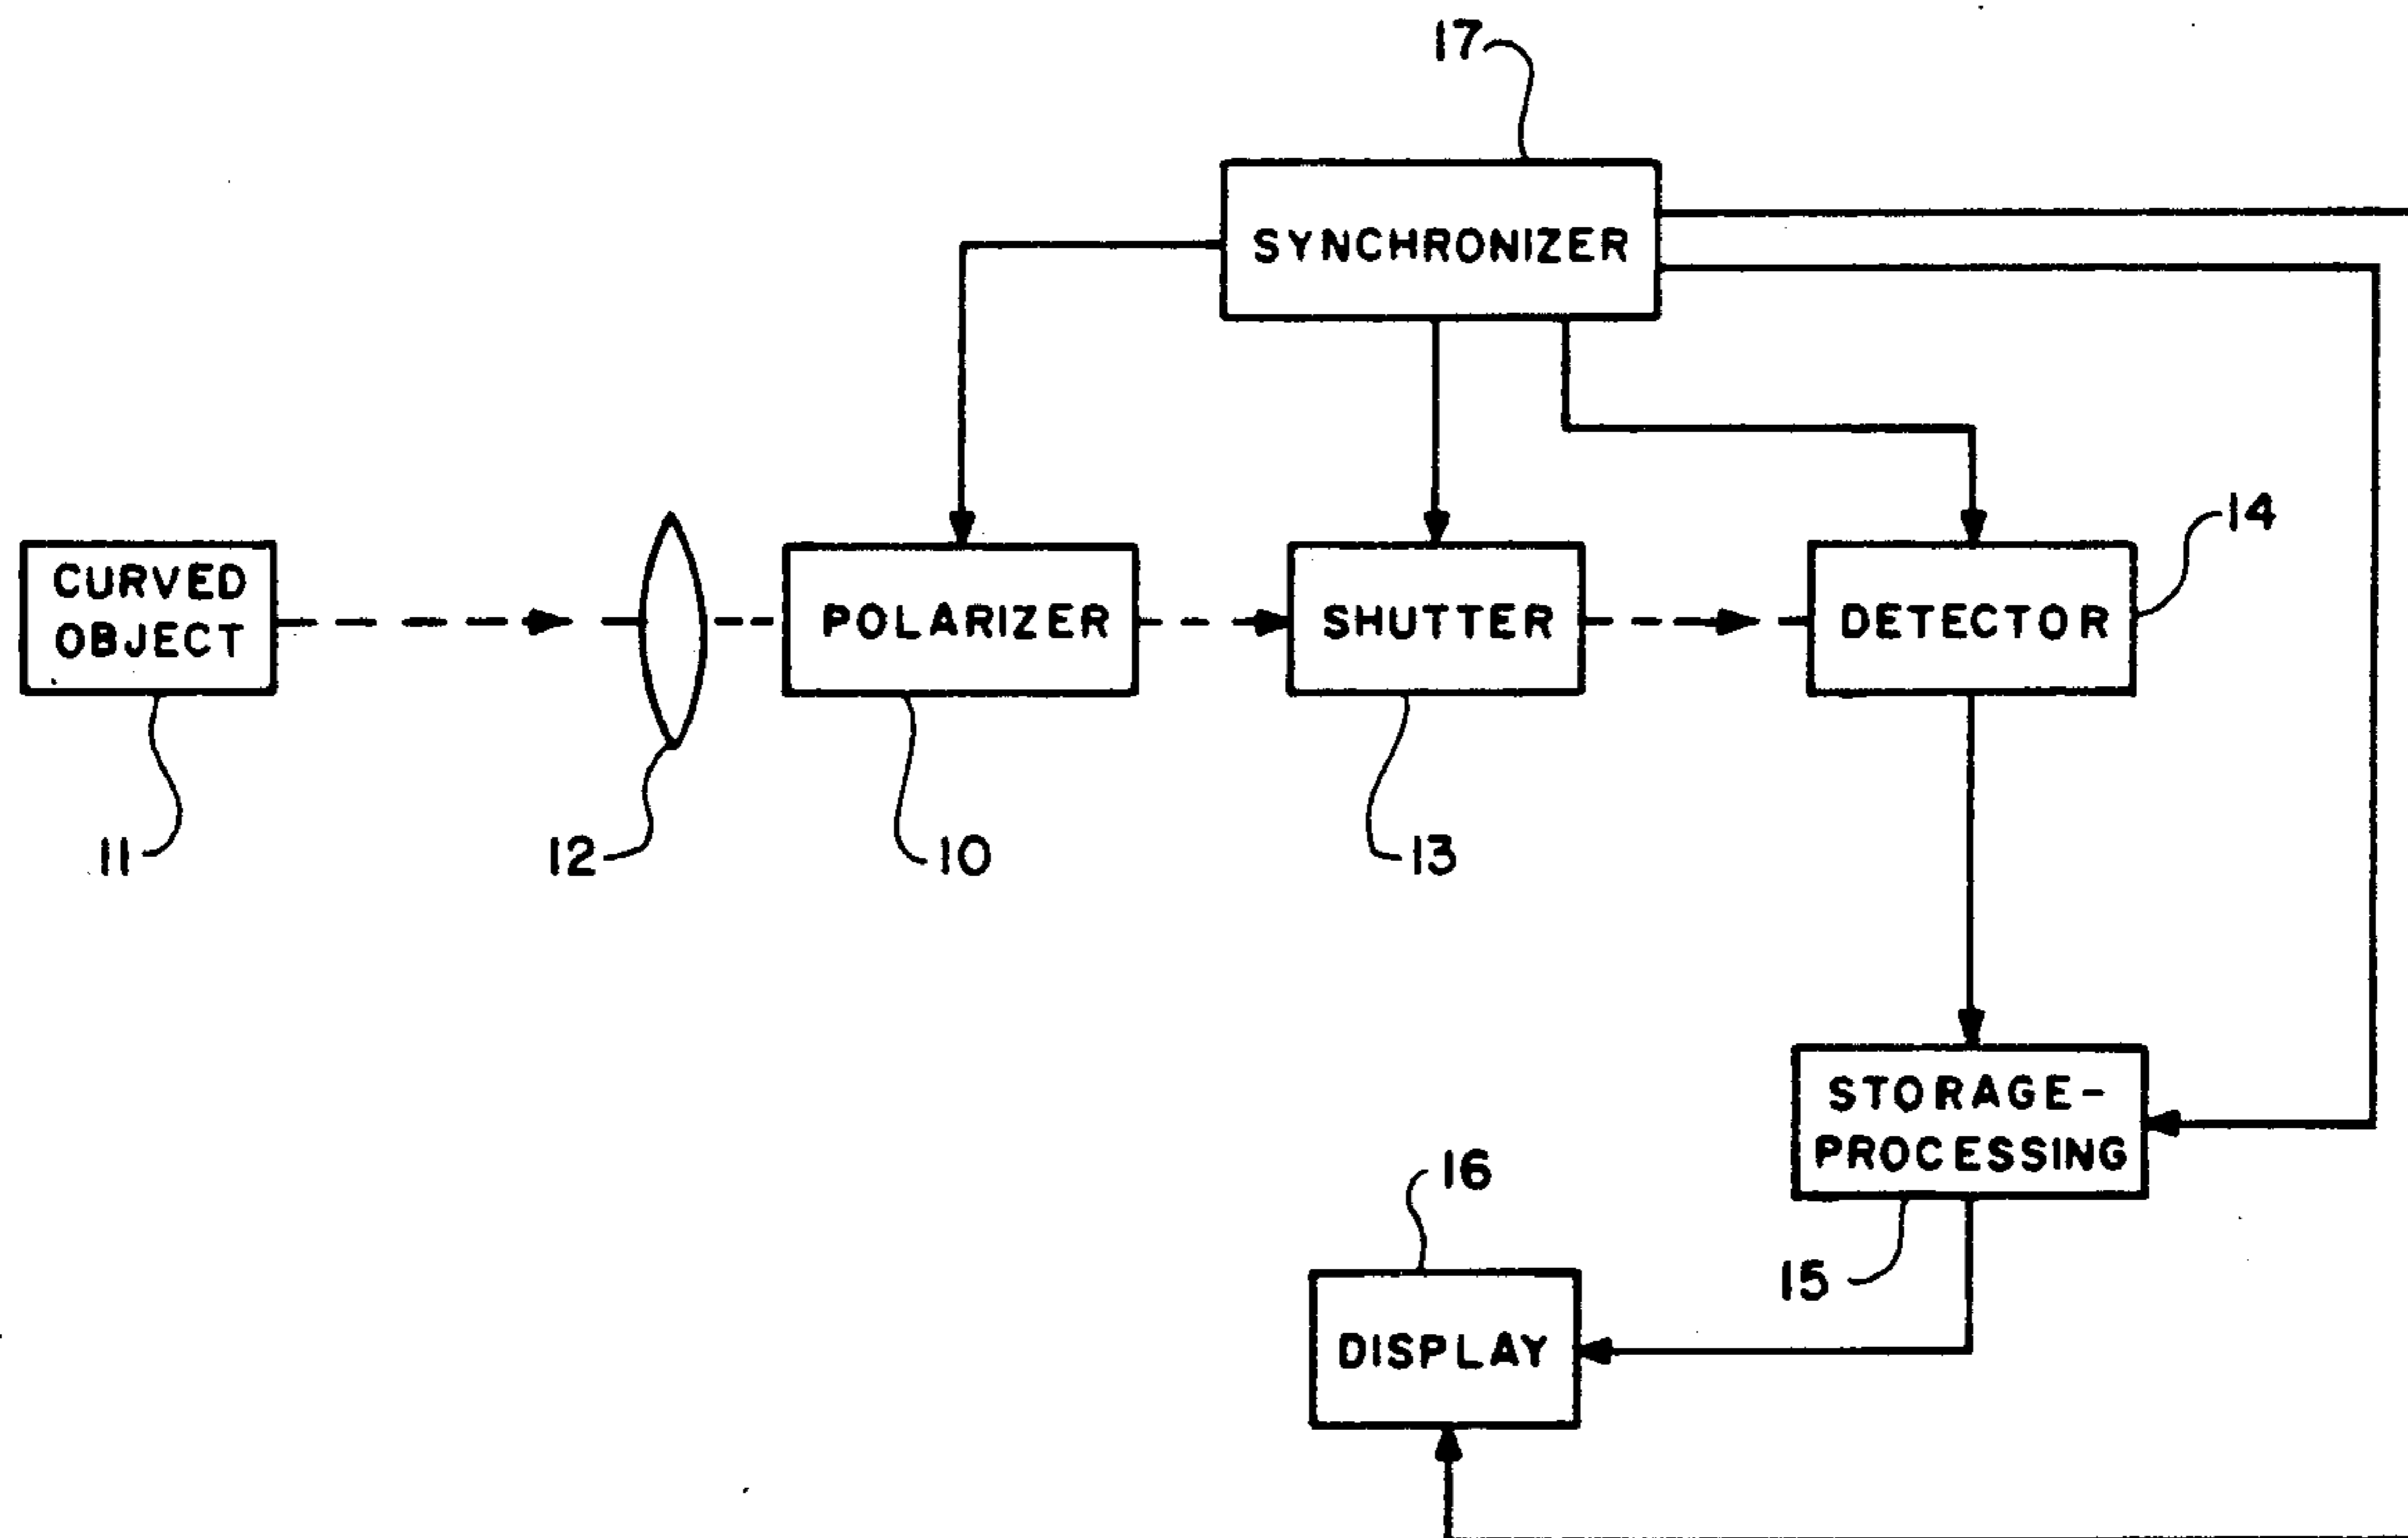 17
SYNCHRONIZER
14
CURVED
OBJECT
POLARIZER
SHUTTER
DETECTOR
11
12
10
13
STORAGE-
PROCESSING
16
15
DISPLAY